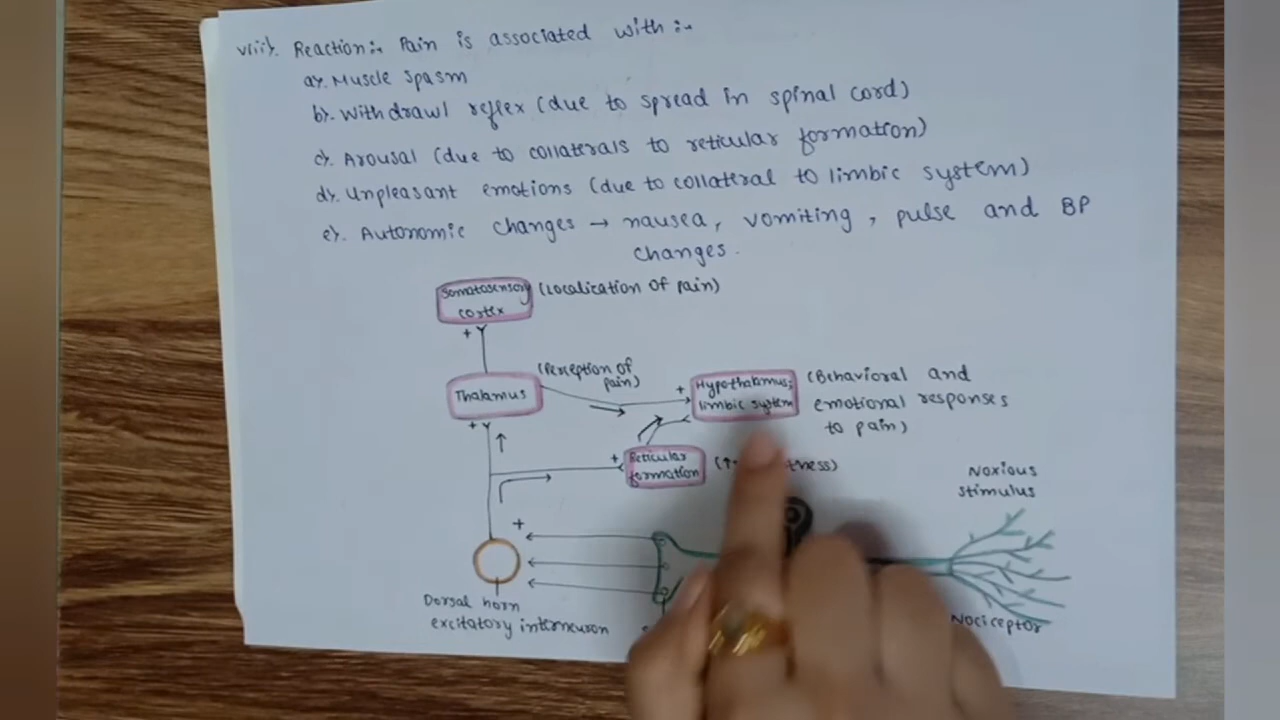 viii). Reaction:- Pain is associated with:-
a). Muscle spasm
b). Withdrawl reflex (due to spread in spinal cord)
c). Arousal (due to collaterals to reticular formation)
d). Unpleasant emotions (due to collateral to limbic system)
e). Autonomic changes → nausea, vomiting, pulse and BP
changes.
Somatosensory
cortex
(Localication of pain)
+
Thalamus
(Perception of
pain)
+
Hypothalamus;
limbic system
(Behavioral and
emotional responses
to pain)
+
+
Reticular
formation
Noxious
stimulus
+
Dorsal horn
excitatory interneuron
Nociceptor